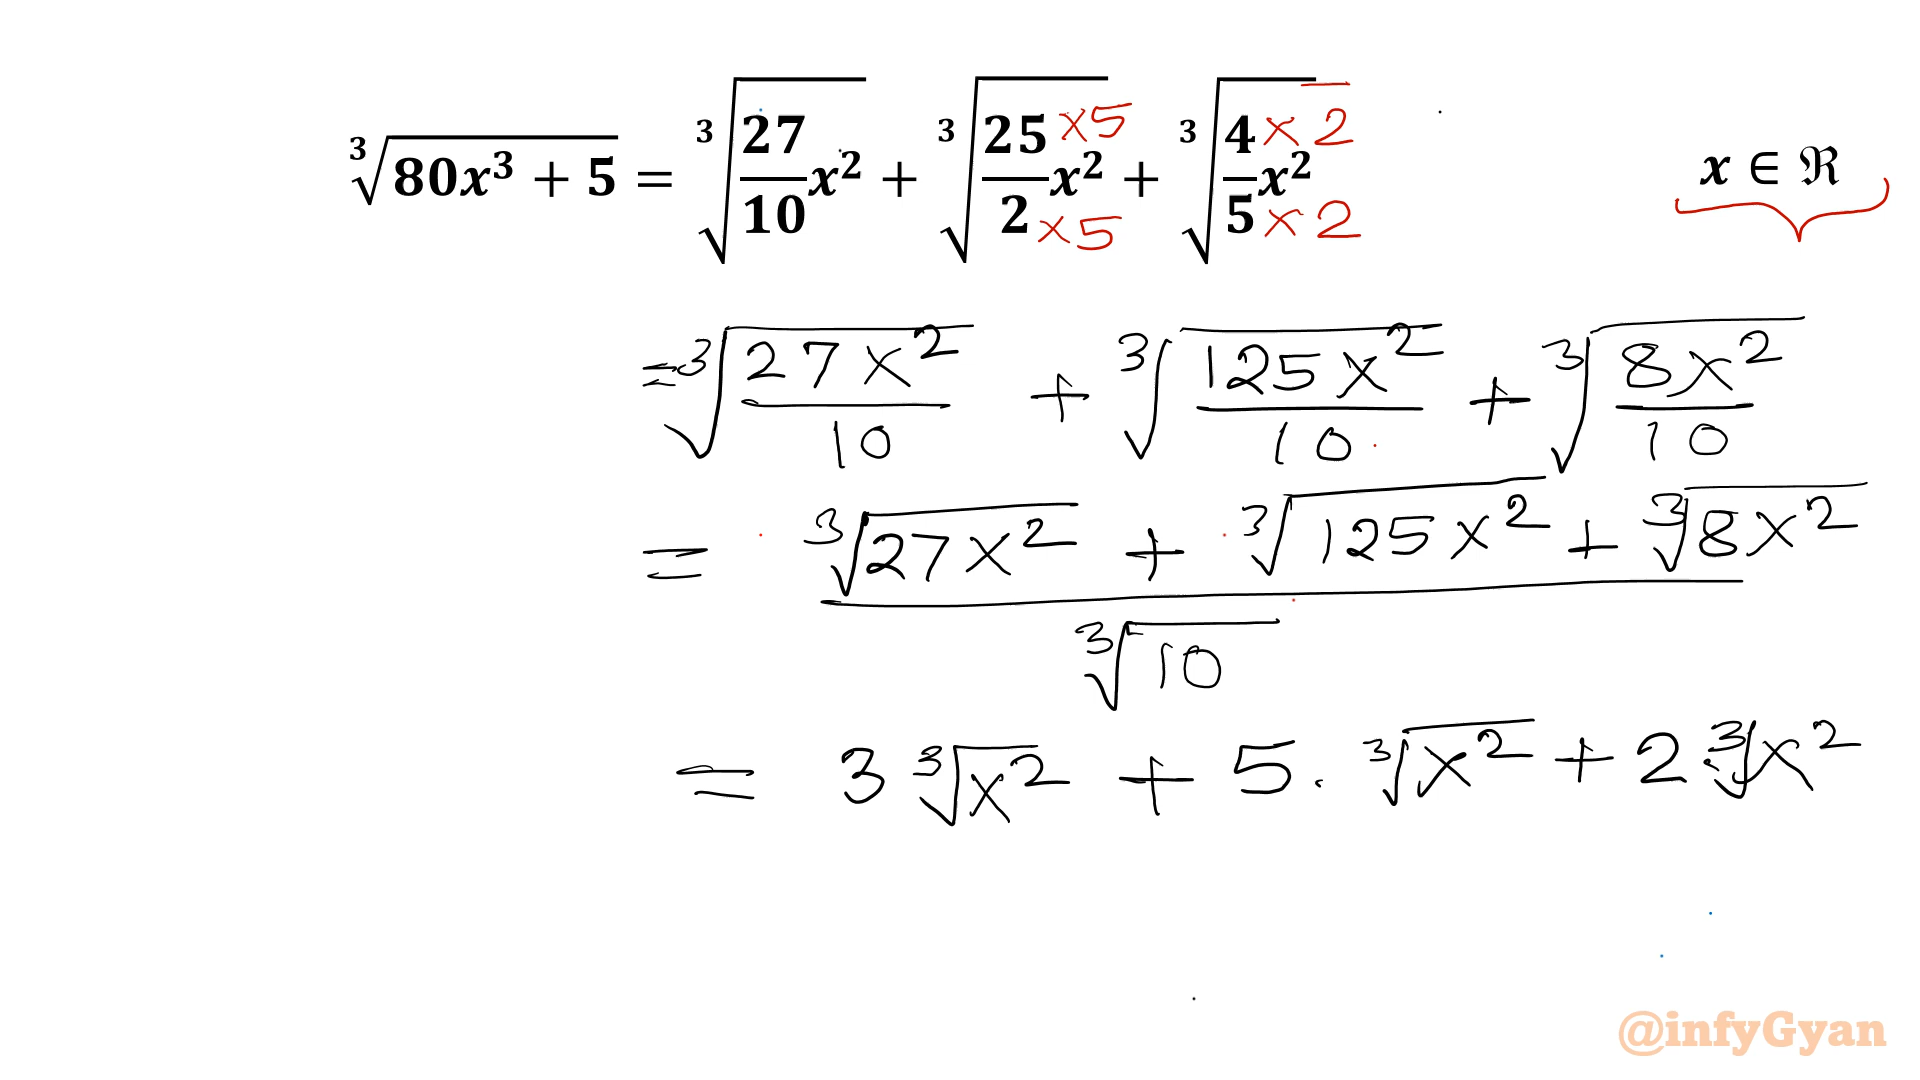 ∛(80x³ + 5) = ∛(27/10 x²) + ∛(25/2 x²) + ∛(4/5 x²) x ∈ ℜ
×5 ×2
×5 ×2
= ∛(27x²/10) + ∛(125x²/10) + ∛(8x²/10)
= (∛(27x²) + ∛(125x²) + ∛(8x²)) / ∛10
= 3 ∛x² + 5 · ∛x² + 2 ∛x²
@infyGyan